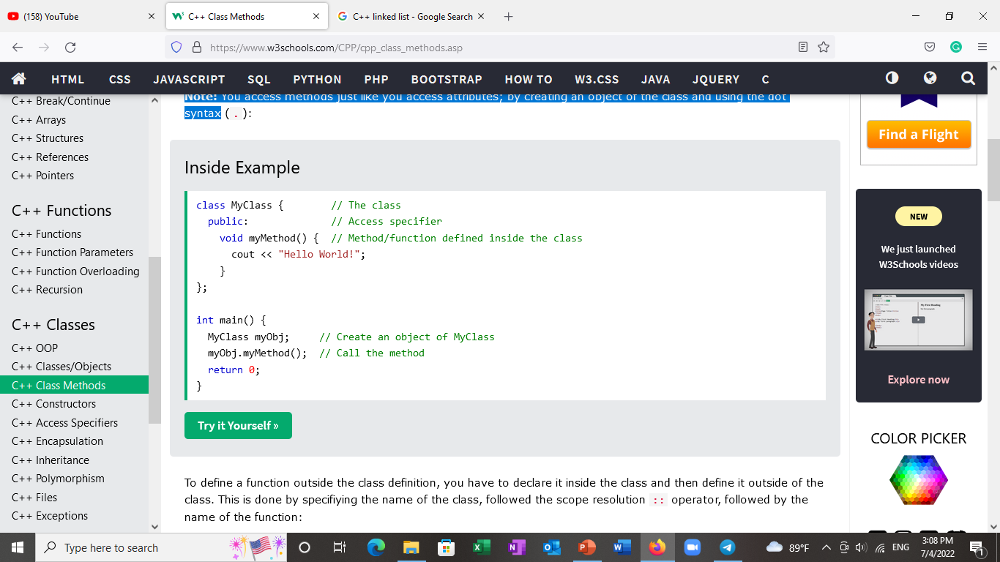 (158) YouTube
C++ Class Methods
C++ linked list - Google Search
https://www.w3schools.com/CPP/cpp_class_methods.asp
HTML CSS JAVASCRIPT SQL PYTHON PHP BOOTSTRAP HOW TO W3.CSS JAVA JQUERY C
C++ Break/Continue
C++ Arrays
C++ Structures
C++ References
C++ Pointers
C++ Functions
C++ Functions
C++ Function Parameters
C++ Function Overloading
C++ Recursion
C++ Classes
C++ OOP
C++ Classes/Objects
C++ Class Methods
C++ Constructors
C++ Access Specifiers
C++ Encapsulation
C++ Inheritance
C++ Polymorphism
C++ Files
C++ Exceptions
Note: You access methods just like you access attributes; by creating an object of the class and using the dot
syntax (.):
Inside Example
class MyClass { // The class
public: // Access specifier
void myMethod() { // Method/function defined inside the class
cout << "Hello World!";
}
};
int main() {
MyClass myObj; // Create an object of MyClass
myObj.myMethod(); // Call the method
return 0;
}
Try it Yourself »
To define a function outside the class definition, you have to declare it inside the class and then define it outside of the
class. This is done by specifiying the name of the class, followed the scope resolution :: operator, followed by the
name of the function:
Find a Flight
NEW
We just launched
W3Schools videos
Explore now
COLOR PICKER
Type here to search
89°F
ENG
3:08 PM
7/4/2022
1